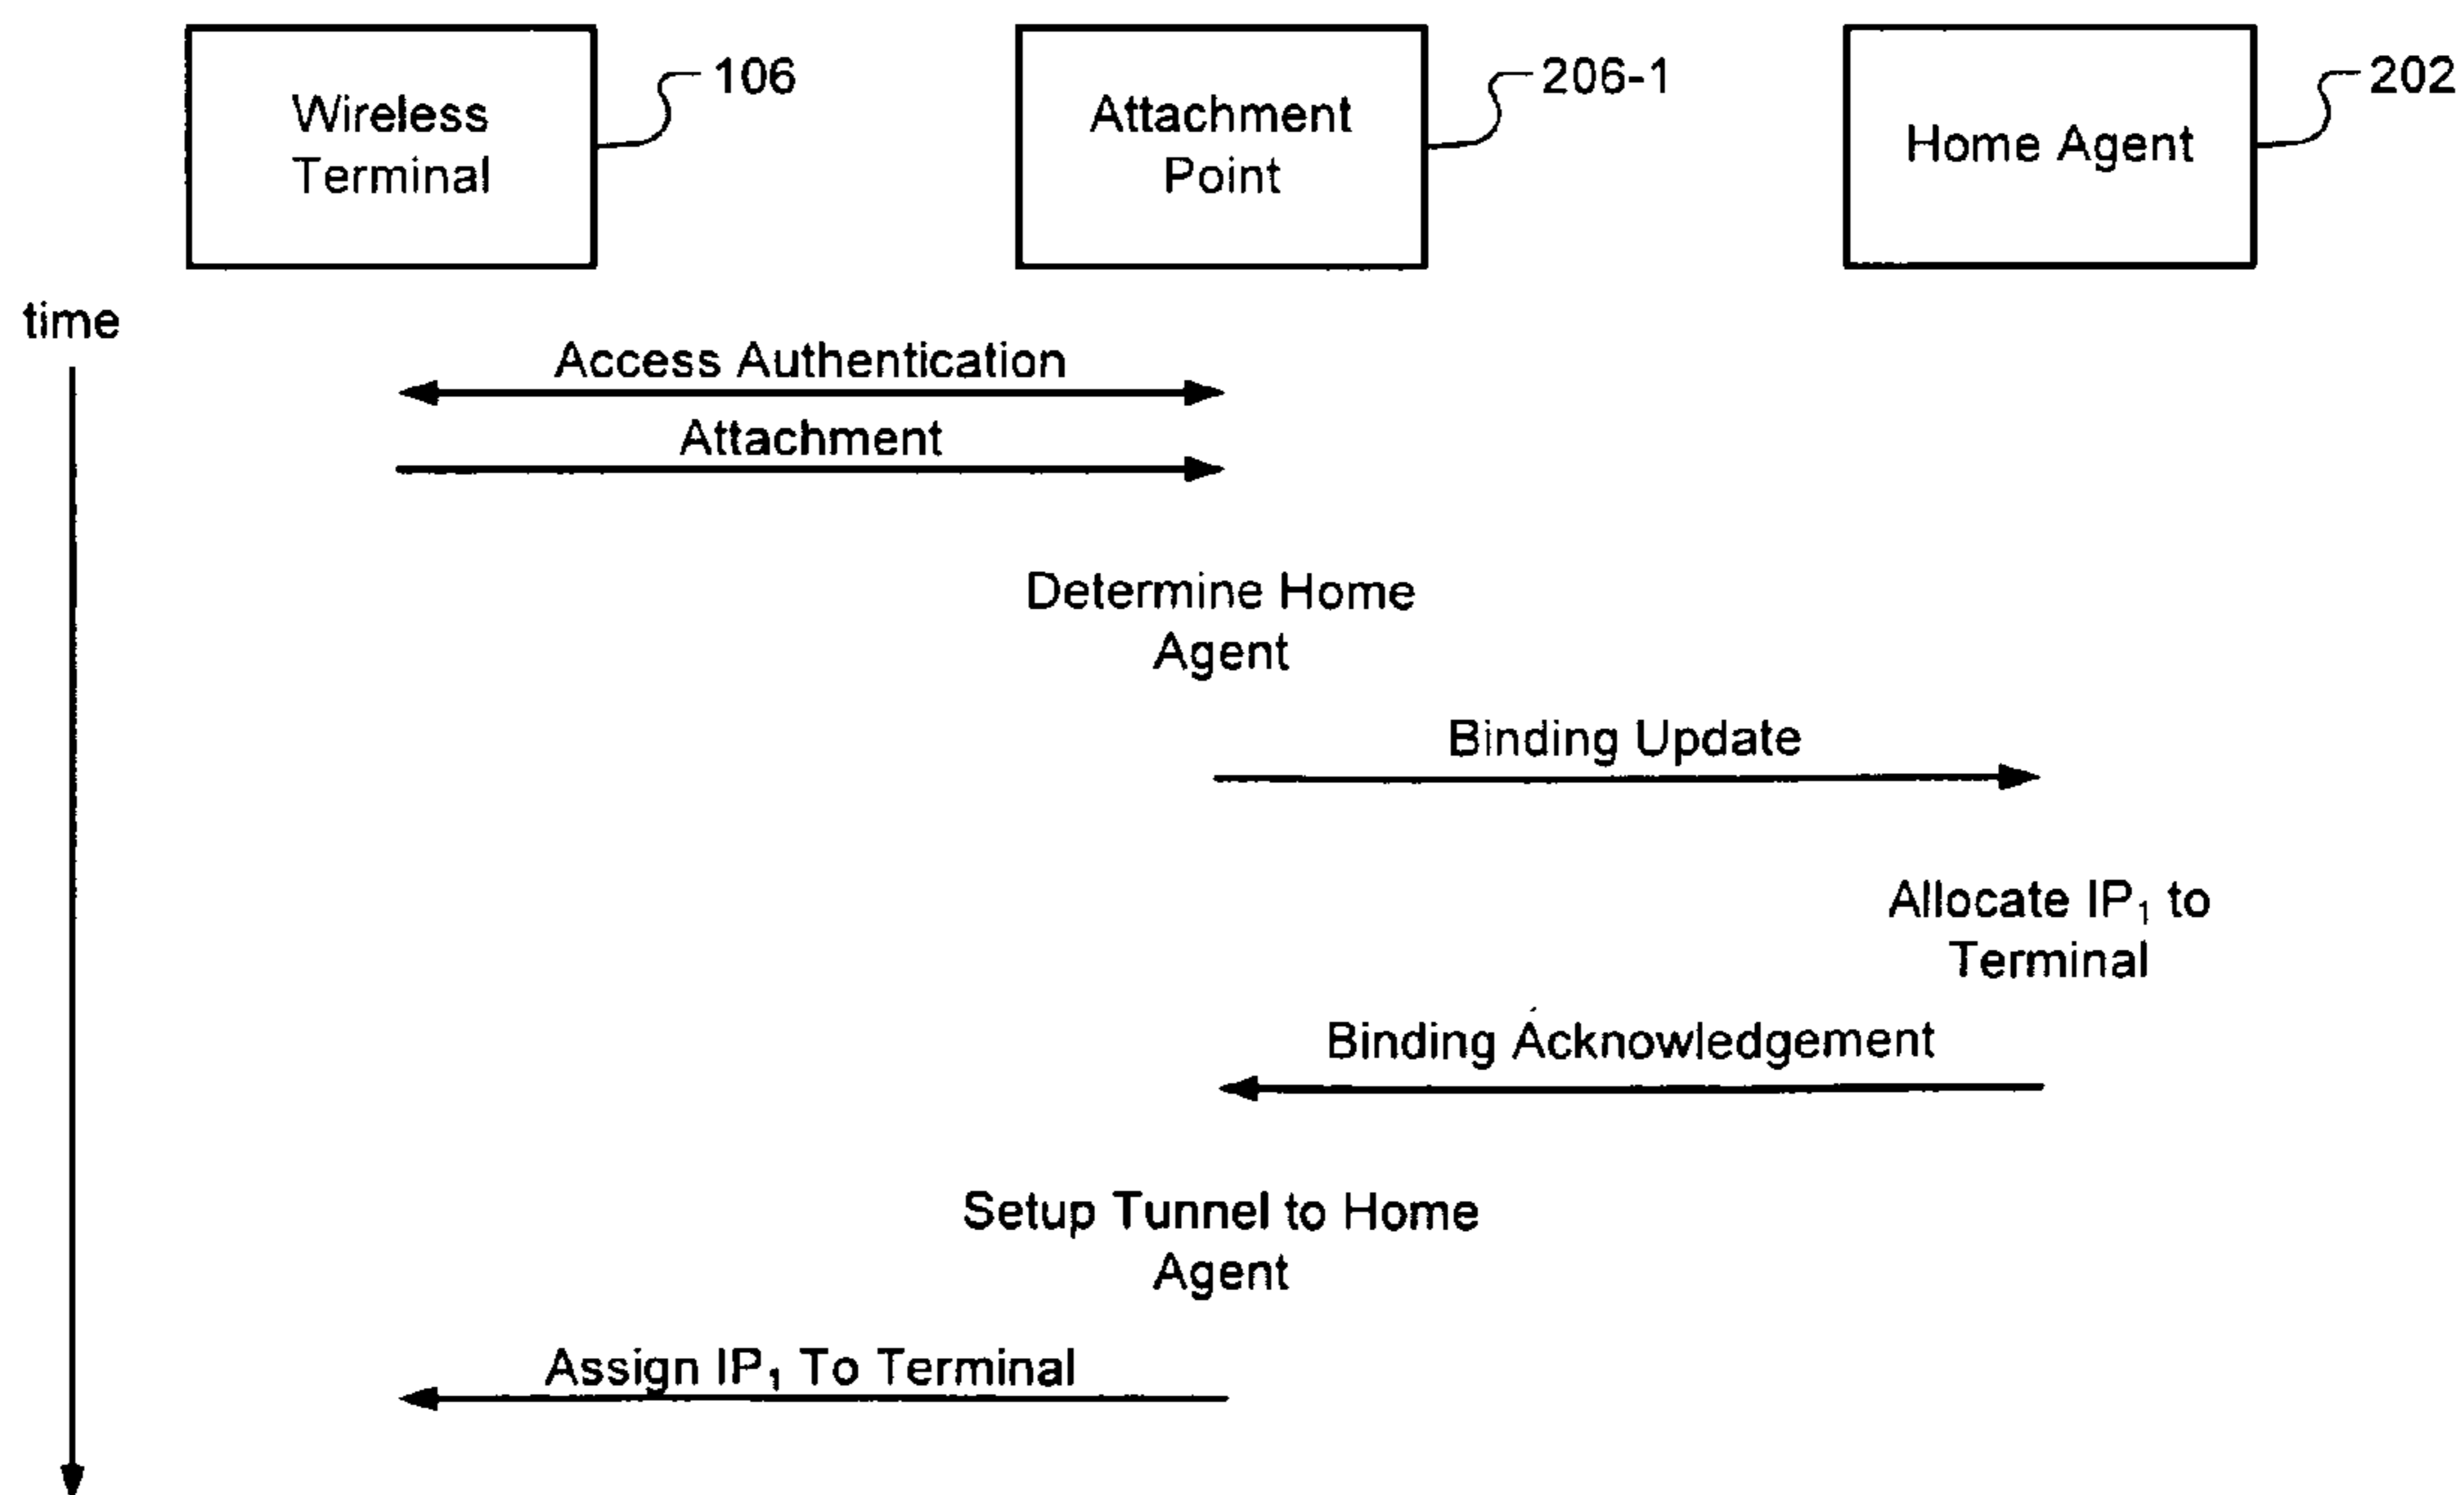 Wireless
Terminal
106
Attachment
Point
206-1
Home Agent
202
time
Access Authentication
Attachment
Determine Home
Agent
Binding Update
Allocate IP₁ to
Terminal
Binding Acknowledgement
Setup Tunnel to Home
Agent
Assign IP₁ To Terminal